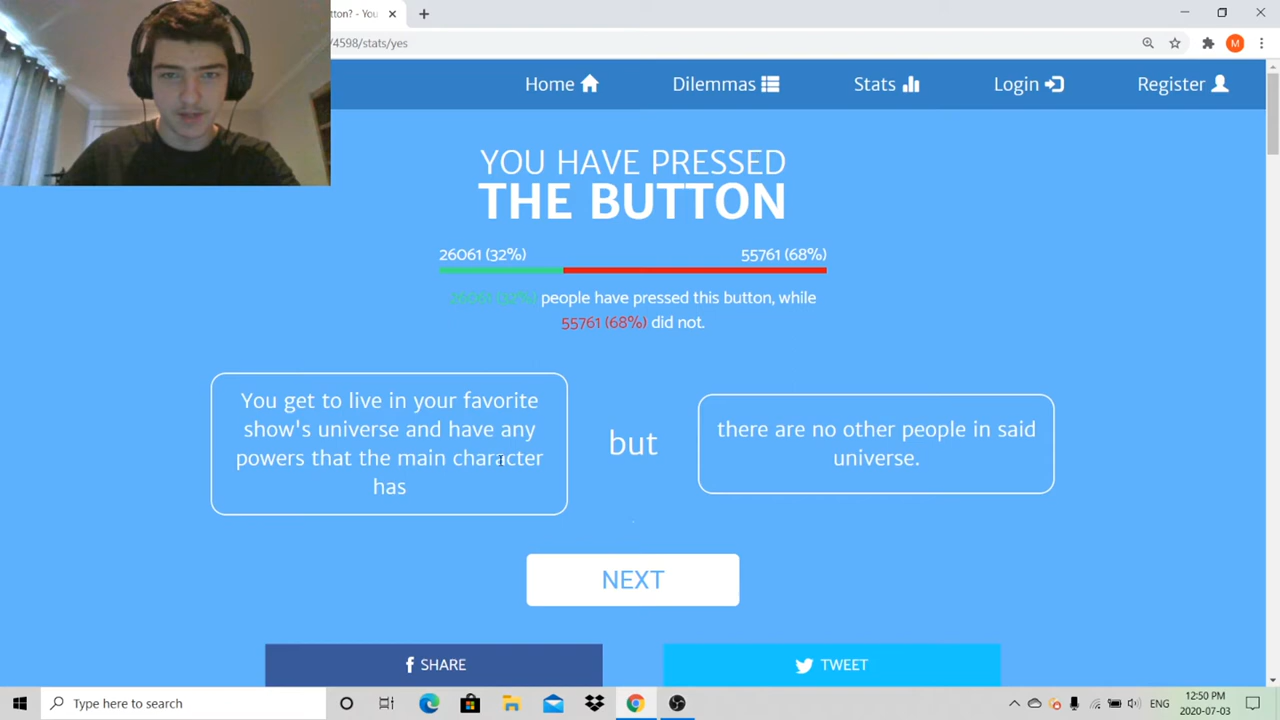 tton? - You
/4598/stats/yes
M
Home
Dilemmas
Stats
Login
Register
YOU HAVE PRESSED
THE BUTTON
26061 (32%)
55761 (68%)
26061 (32%) people have pressed this button, while
55761 (68%) did not.
You get to live in your favorite
show's universe and have any
powers that the main character
has
but
there are no other people in said
universe.
NEXT
f SHARE
TWEET
Type here to search
ENG
12:50 PM
2020-07-03